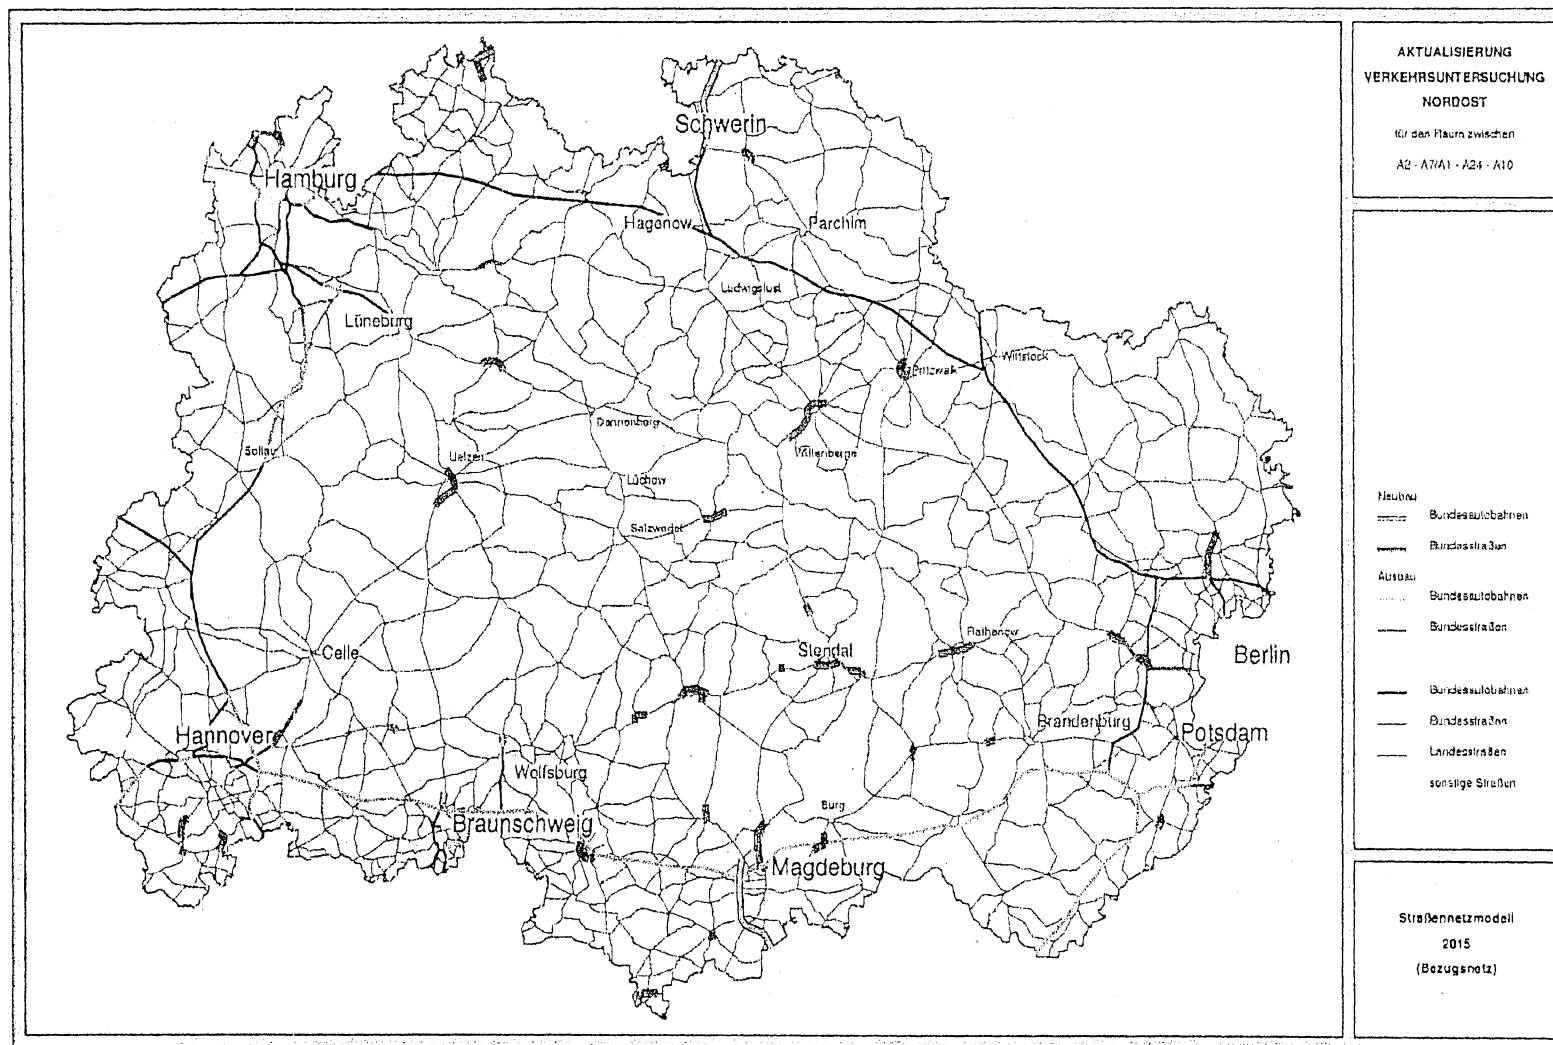 AKTUALISIERUNG
VERKEHRSUNTERSUCHUNG
NORDOST
für den Raum zwischen
A2 - A7/A1 - A24 - A10
Schwerin
Hamburg
Hagenow
Parchim
Ludwigslust
Lüneburg
Wittstock
Pritzwalk
Dannenberg
Soltau
Uelzen
Wittenberge
Lüchow
Salzwedel
Rathenow
Stendal
Celle
Berlin
Brandenburg
Hannover
Potsdam
Wolfsburg
Burg
Braunschweig
Magdeburg
Neubau
Bundesautobahnen
Bundesstraßen
Ausbau
Bundesautobahnen
Bundesstraßen
Bundesautobahnen
Bundesstraßen
Landesstraßen
sonstige Straßen
Straßennetzmodell
2015
(Bezugsnetz)